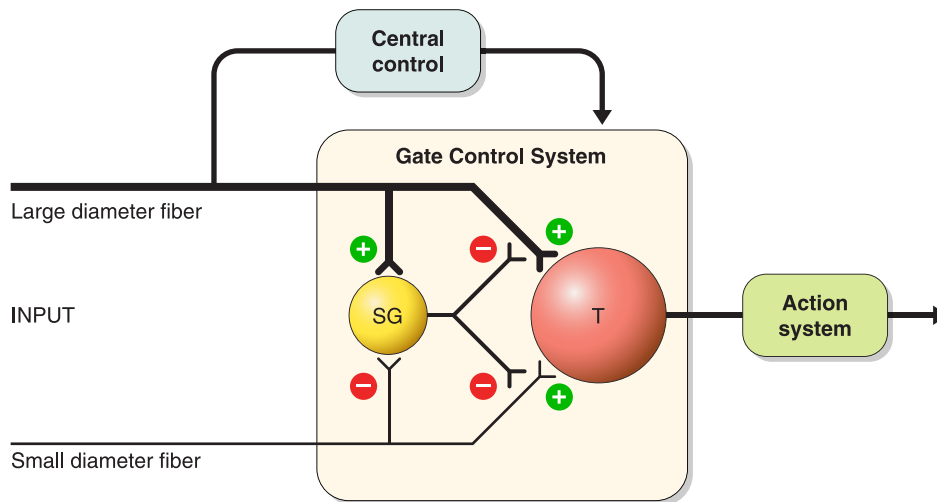 Central
control
Gate Control System
Large diameter fiber
+
−
+
INPUT
SG
T
Action
system
−
−
+
Small diameter fiber